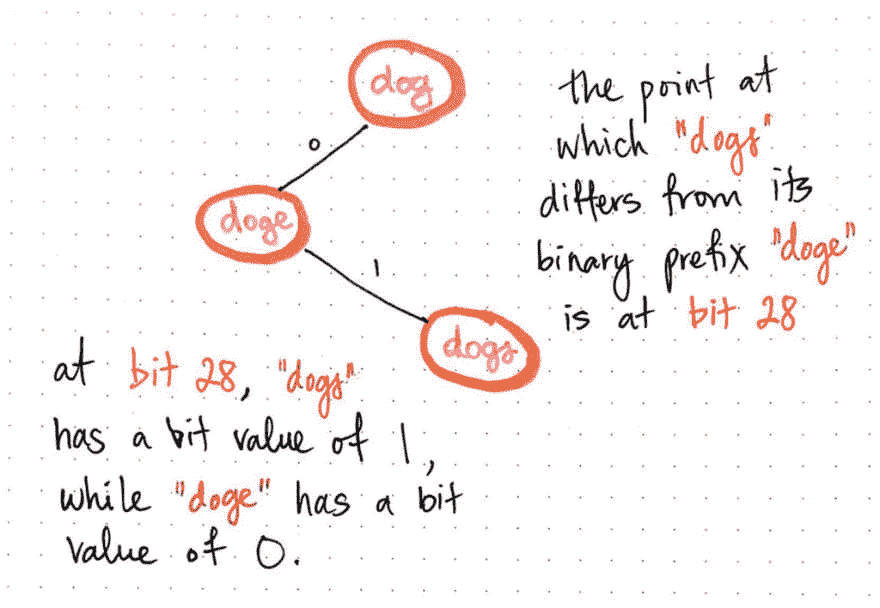 dog
the point at
which "dogs"
differs from its
binary prefix "doge"
is at bit 28
0
doge
1
dogs
at bit 28, "dogs"
has a bit value of 1,
while "doge" has a bit
value of 0.